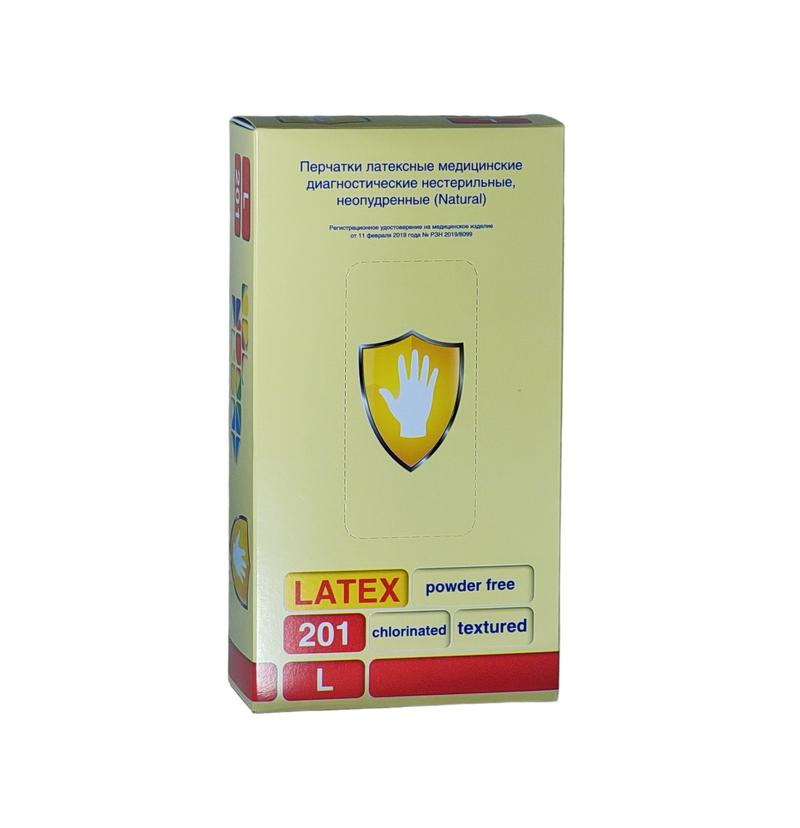 Перчатки латексные медицинские
диагностические нестерильные,
неопудренные (Natural)
Регистрационное удостоверение на медицинское изделие
от 11 февраля 2019 года № РЗН 2019/8099
L
201
LATEX
powder free
201
chlorinated
textured
L